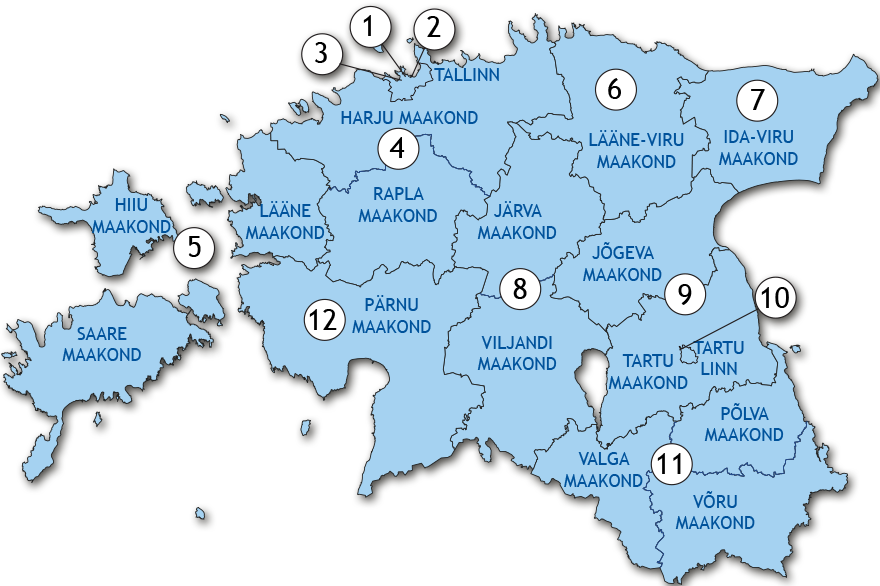 1
2
3
TALLINN
6
7
HARJU MAAKOND
LÄÄNE-VIRU
MAAKOND
IDA-VIRU
MAAKOND
4
RAPLA
MAAKOND
HIIU
MAAKOND
LÄÄNE
MAAKOND
JÄRVA
MAAKOND
5
JÕGEVA
MAAKOND
8
9
10
12
PÄRNU
MAAKOND
SAARE
MAAKOND
VILJANDI
MAAKOND
TARTU
MAAKOND
TARTU
LINN
PÕLVA
MAAKOND
VALGA
MAAKOND
11
VÕRU
MAAKOND